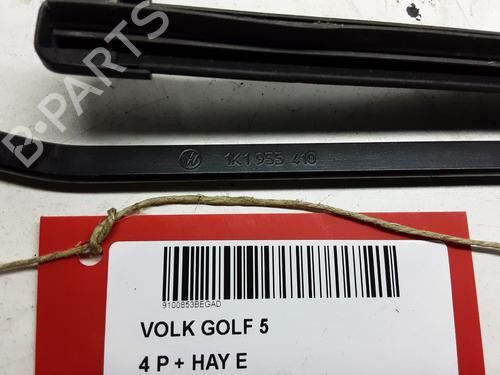 B-PARTS
1K1 955 410
9100853BEGAD
VOLK GOLF 5
4 P + HAY E